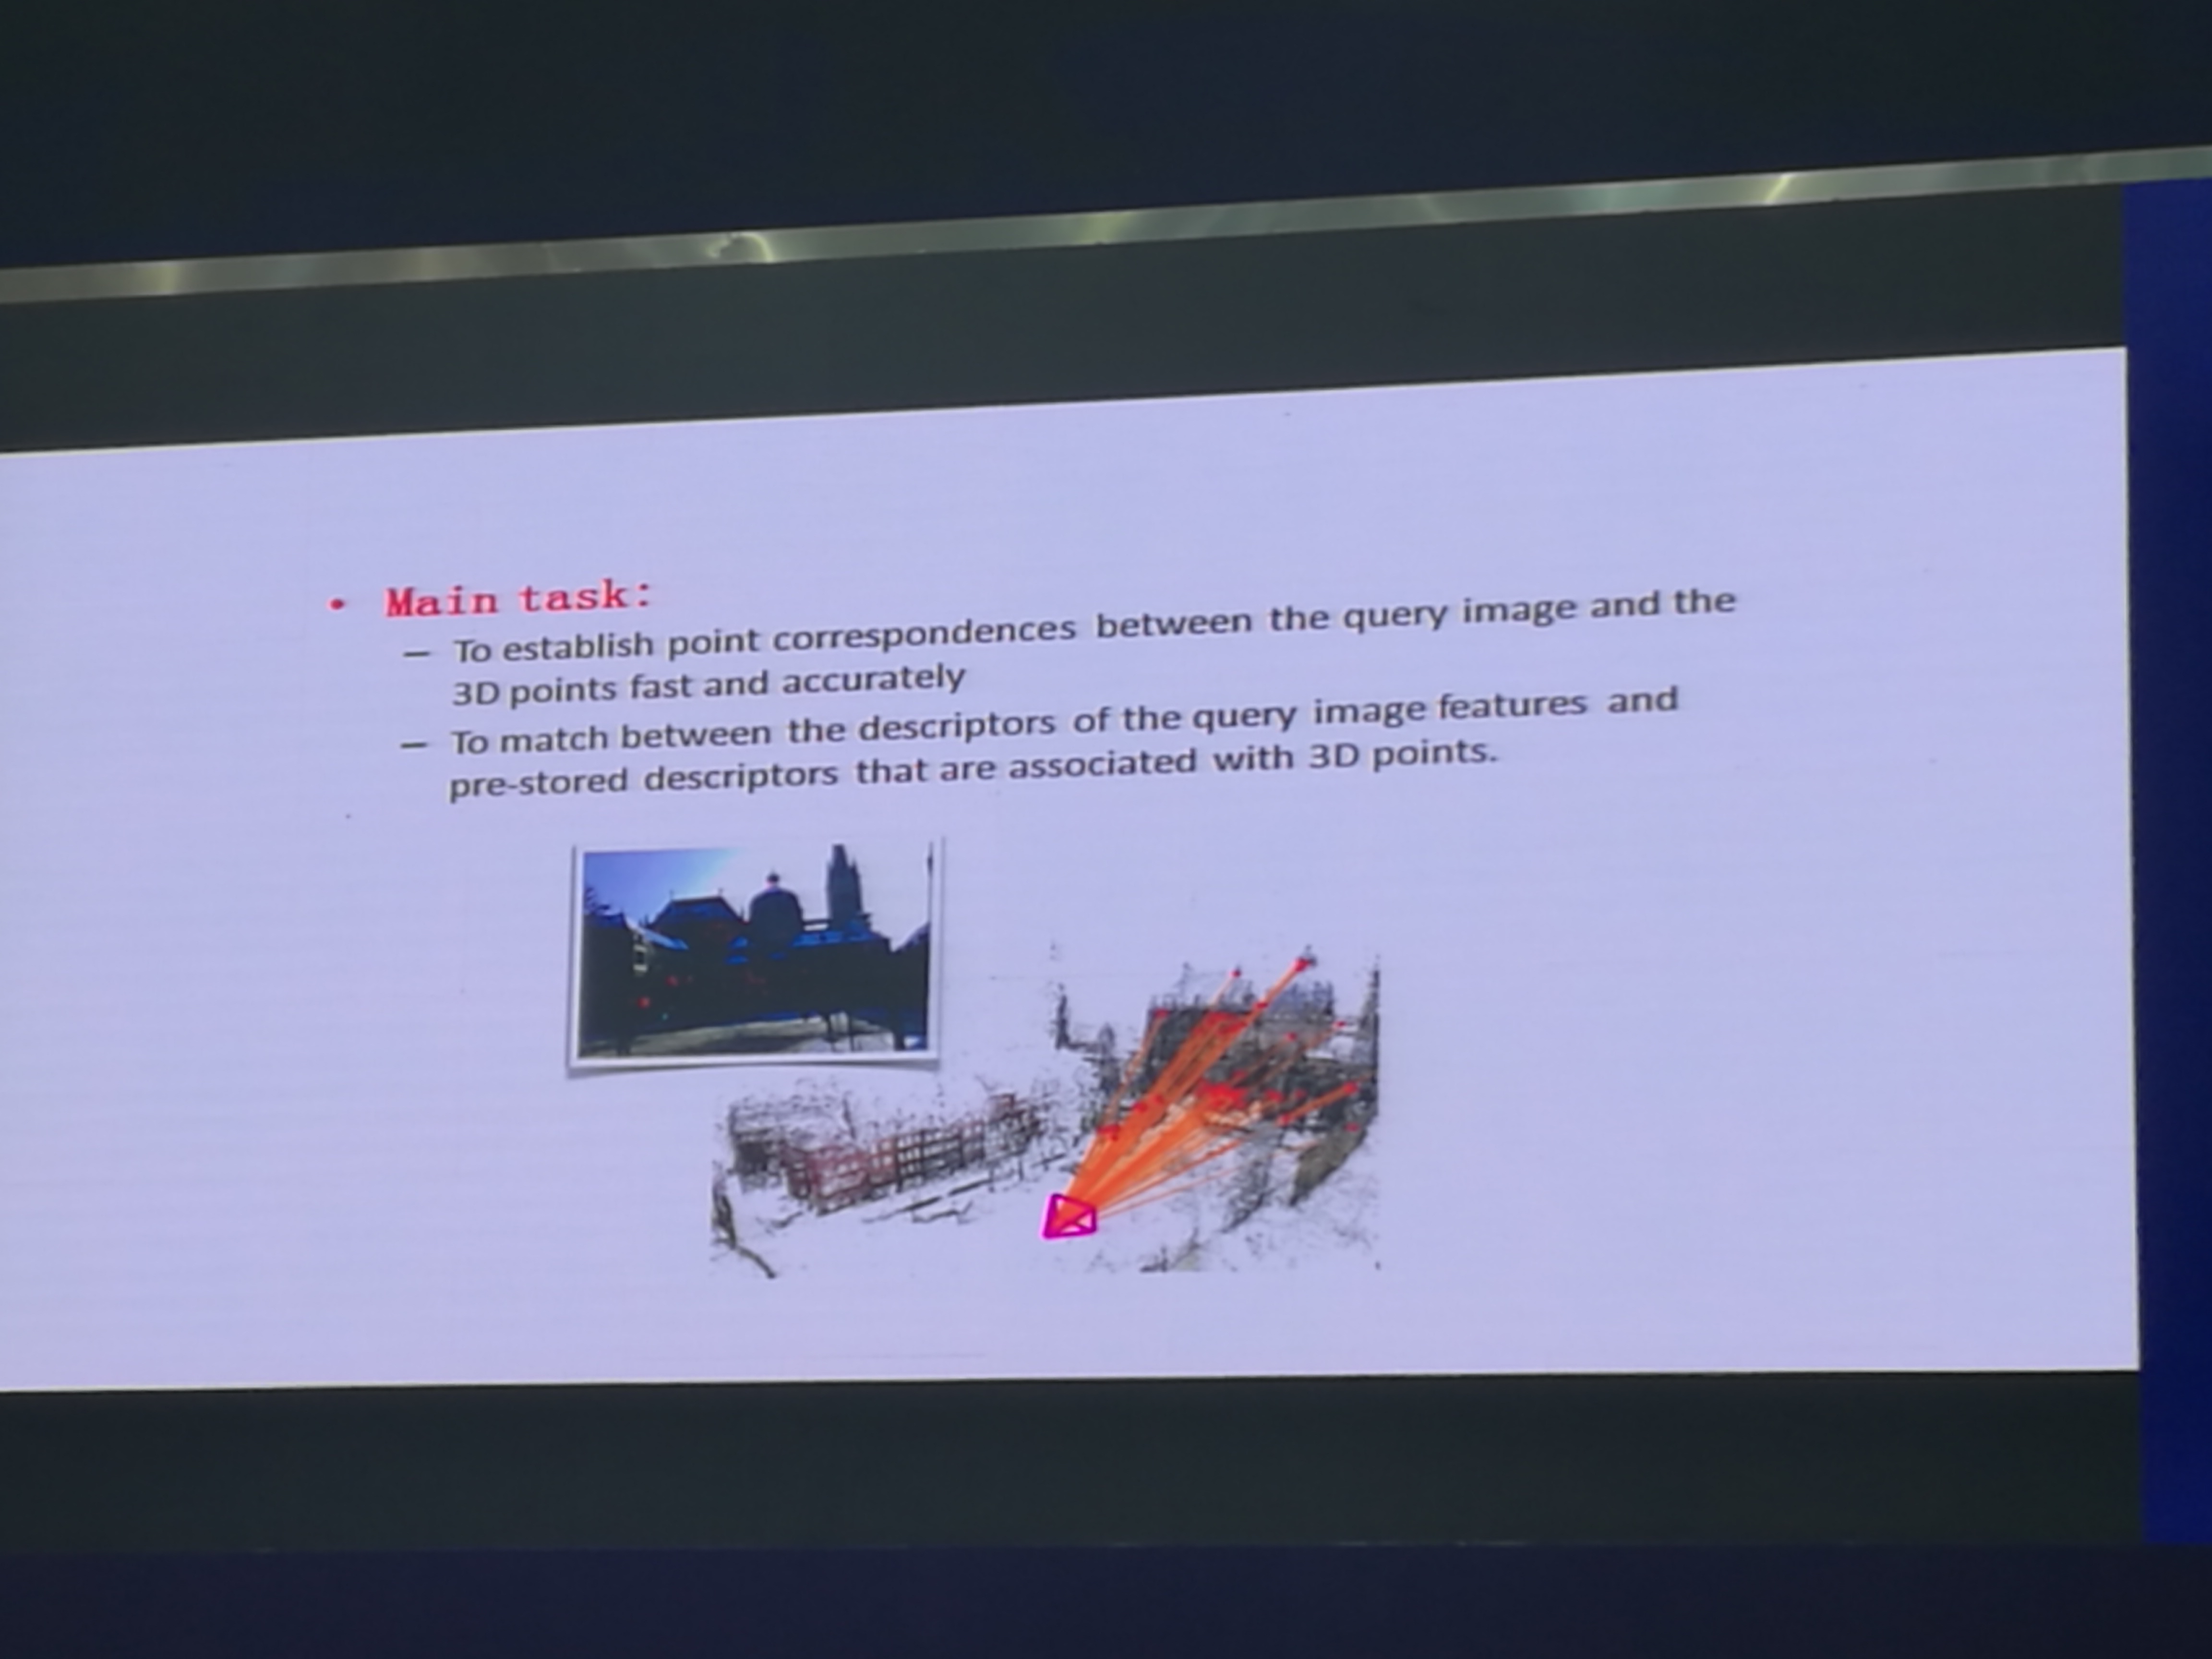 • Main task:
– To establish point correspondences between the query image and the
3D points fast and accurately
– To match between the descriptors of the query image features and
pre-stored descriptors that are associated with 3D points.